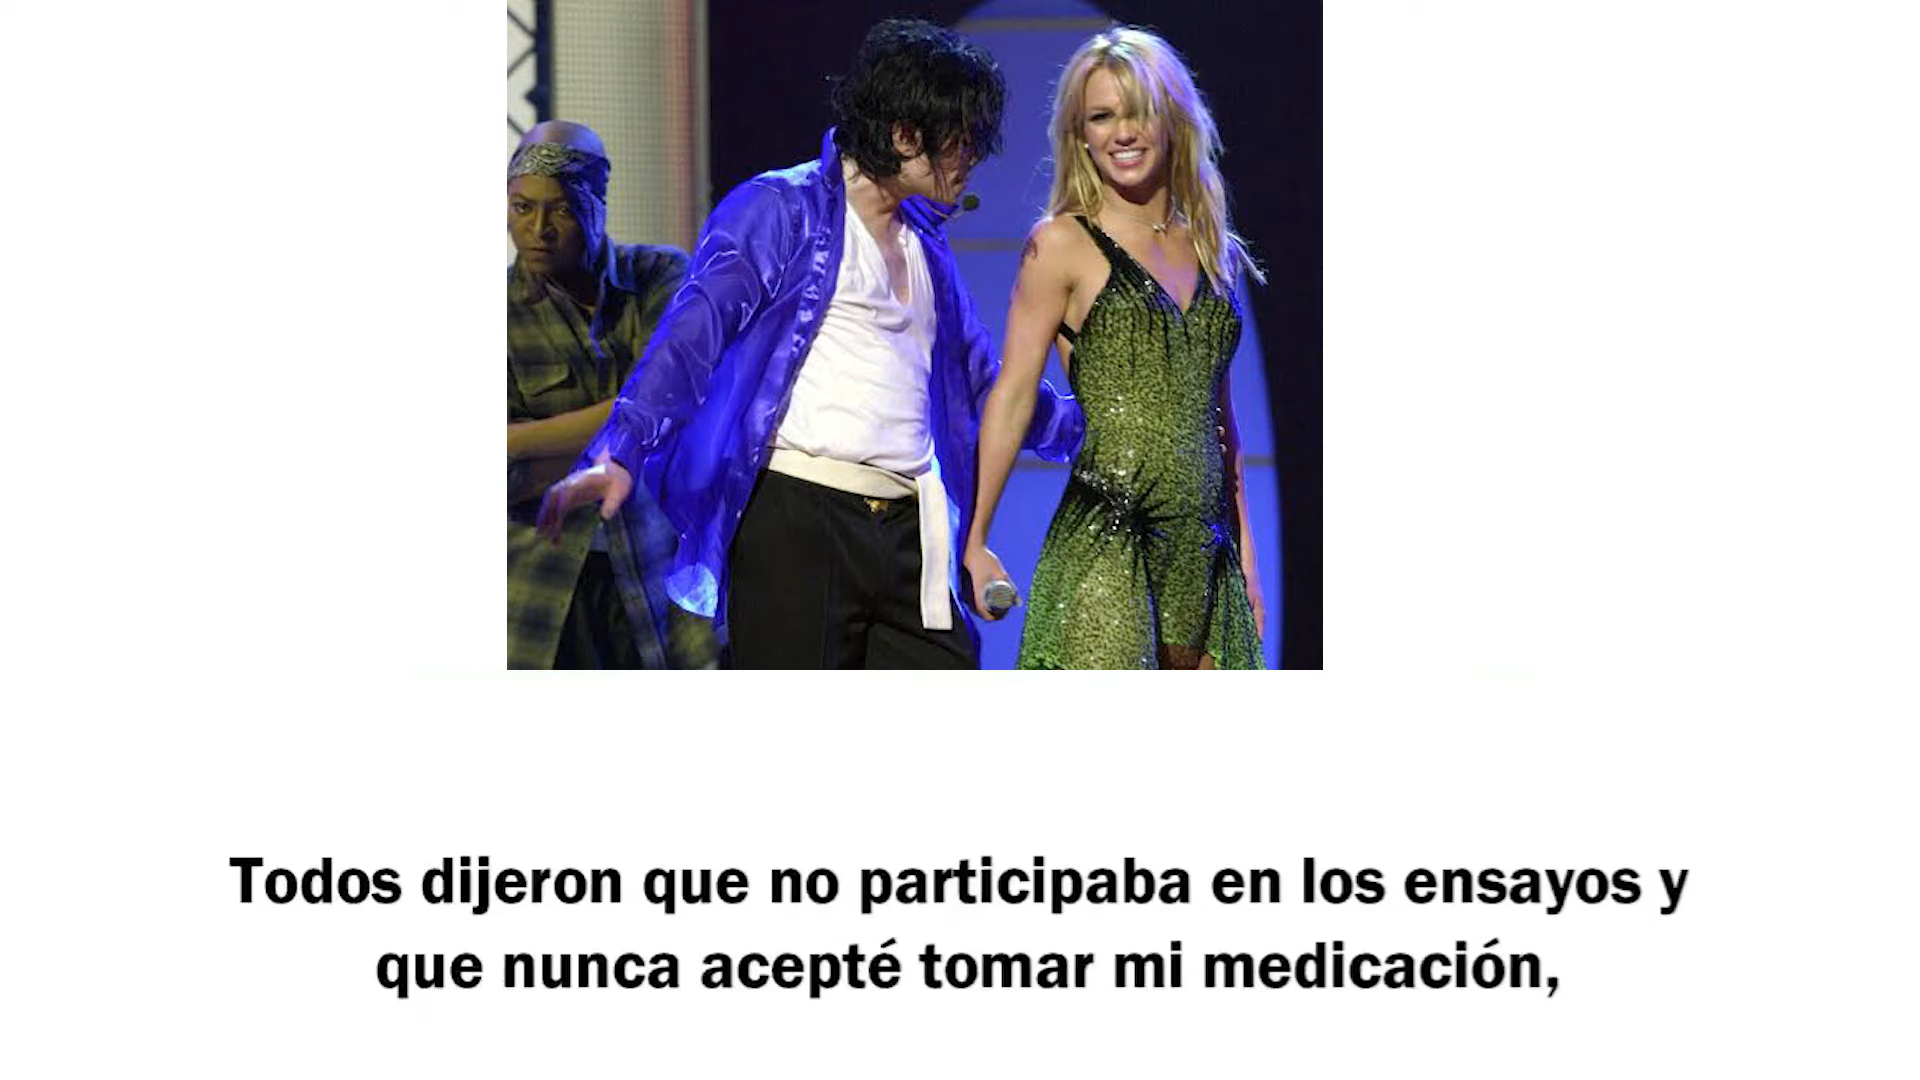 Todos dijeron que no participaba en los ensayos y
que nunca acepté tomar mi medicación,